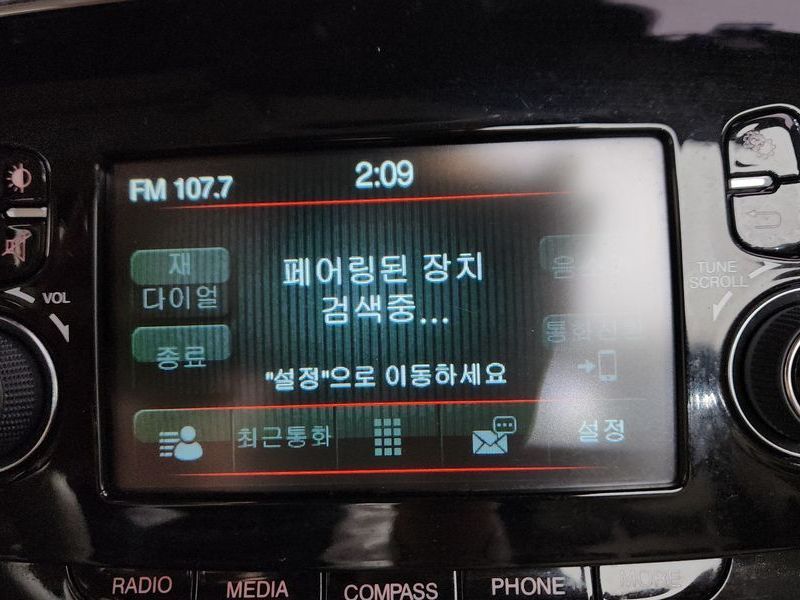 FM 107.7
2:09
재
다이얼
페어링된 장치
검색중...
종료
"설정"으로 이동하세요
최근통화
설정
VOL
TUNE
SCROLL
RADIO
MEDIA
COMPASS
PHONE
MORE